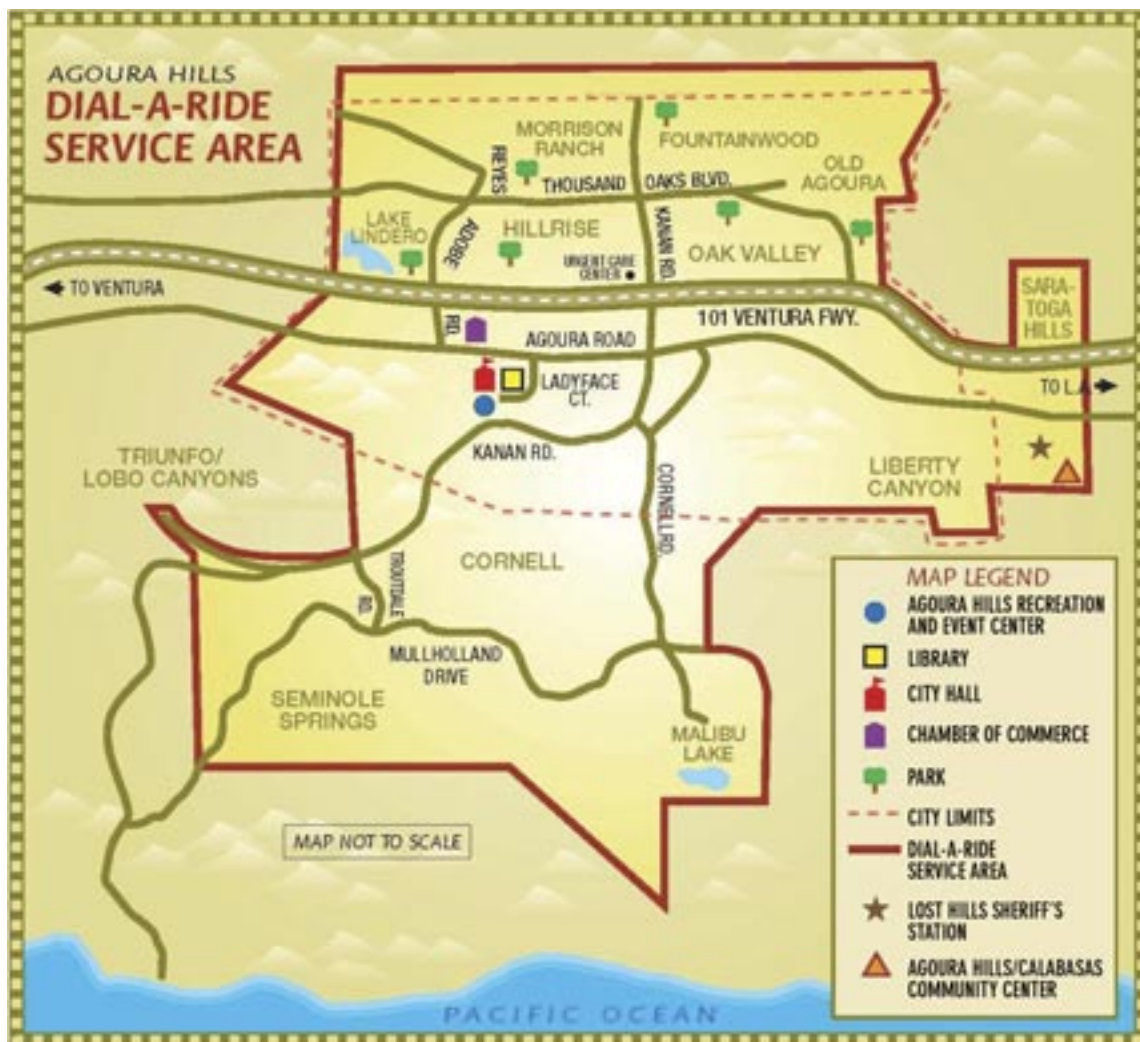 AGOURA HILLS
DIAL-A-RIDE
SERVICE AREA
MORRISON
RANCH
FOUNTAINWOOD
OLD
AGOURA
REYES
THOUSAND
OAKS BLVD.
LAKE
LINDERO
ADOBE
HILLRISE
KANAN RD.
OAK VALLEY
URGENT CARE
CENTER
TO VENTURA
SARA-
TOGA
HILLS
RD.
AGOURA ROAD
101 VENTURA FWY.
LADYFACE
CT.
TO L.A
KANAN RD.
TRIUNFO/
LOBO CANYONS
LIBERTY
CANYON
CORNELL RD.
CORNELL
TROUTDALE
RD.
MULLHOLLAND
DRIVE
SEMINOLE
SPRINGS
MALIBU
LAKE
MAP NOT TO SCALE
MAP LEGEND
AGOURA HILLS RECREATION
AND EVENT CENTER
LIBRARY
CITY HALL
CHAMBER OF COMMERCE
PARK
CITY LIMITS
DIAL-A-RIDE
SERVICE AREA
LOST HILLS SHERIFF'S
STATION
AGOURA HILLS/CALABASAS
COMMUNITY CENTER
PACIFIC OCEAN